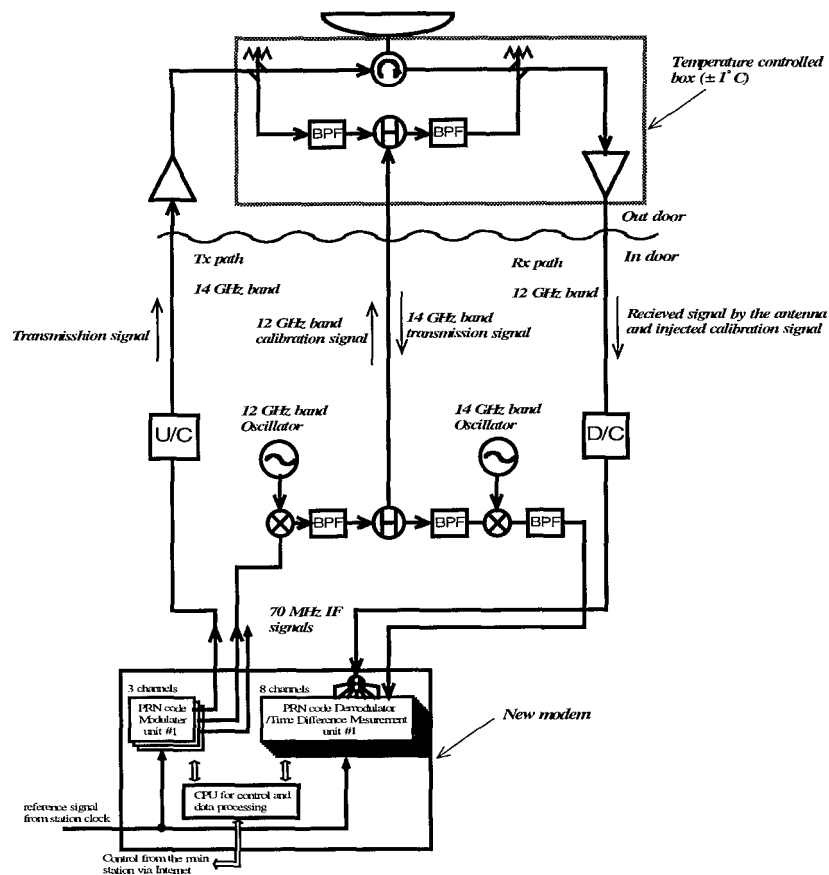 Temperature controlled
box (± 1°C)
BPF
BPF
Out door
In door
Tx path
Rx path
14 GHz band
12 GHz band
Transmisshion signal
12 GHz band
calibration signal
14 GHz band
transmission signal
Recieved signal by the antenna
and injected calibration signal
12 GHz band
Oscillator
14 GHz band
Oscillator
U/C
D/C
BPF
BPF
BPF
70 MHz IF
signals
3 channels
8 channels
PRN code
Modulater
unit #1
PRN code Demodulator
/Time Difference Mesurement
unit #1
New modem
CPU for control and
data processing
reference signal
from station clock
Control from the main
station via Internet